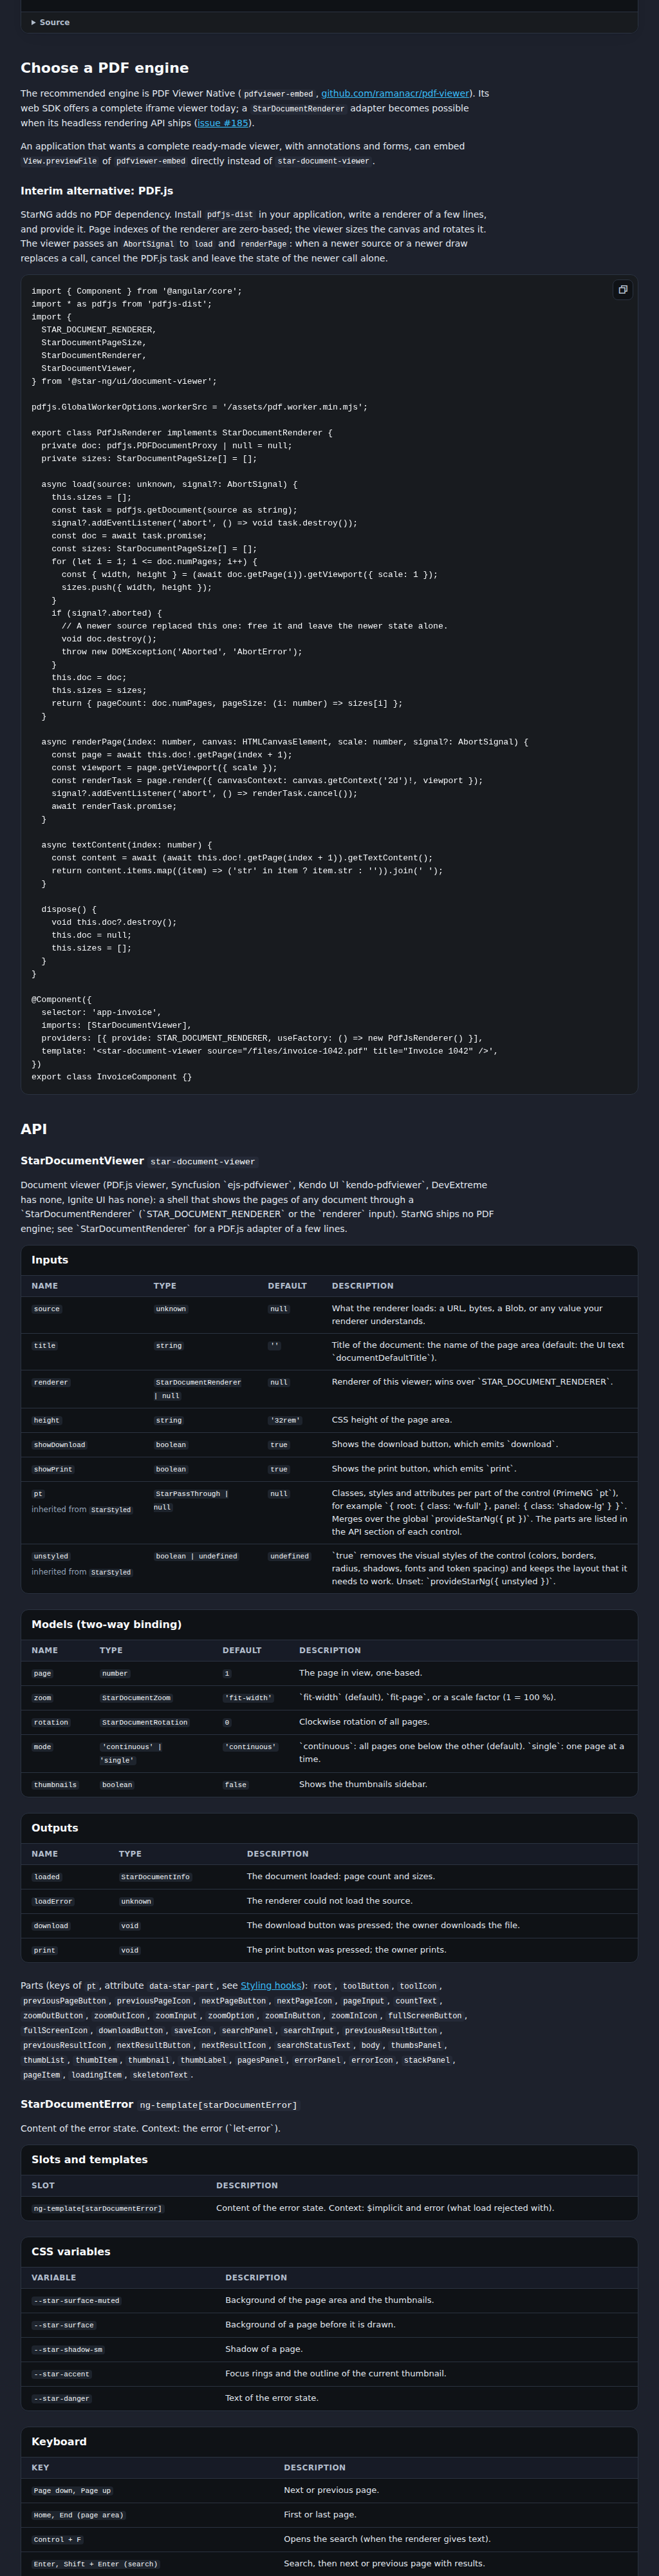 ▶ Source
Choose a PDF engine
The recommended engine is PDF Viewer Native ( pdfviewer-embed , github.com/ramanacr/pdf-viewer). Its
web SDK offers a complete iframe viewer today; a StarDocumentRenderer adapter becomes possible
when its headless rendering API ships (issue #185).
An application that wants a complete ready-made viewer, with annotations and forms, can embed
View.previewFile of pdfviewer-embed directly instead of star-document-viewer .
Interim alternative: PDF.js
StarNG adds no PDF dependency. Install pdfjs-dist in your application, write a renderer of a few lines,
and provide it. Page indexes of the renderer are zero-based; the viewer sizes the canvas and rotates it.
The viewer passes an AbortSignal to load and renderPage : when a newer source or a newer draw
replaces a call, cancel the PDF.js task and leave the state of the newer call alone.
import { Component } from '@angular/core';
import * as pdfjs from 'pdfjs-dist';
import {
  STAR_DOCUMENT_RENDERER,
  StarDocumentPageSize,
  StarDocumentRenderer,
  StarDocumentViewer,
} from '@star-ng/ui/document-viewer';
pdfjs.GlobalWorkerOptions.workerSrc = '/assets/pdf.worker.min.mjs';
export class PdfJsRenderer implements StarDocumentRenderer {
  private doc: pdfjs.PDFDocumentProxy | null = null;
  private sizes: StarDocumentPageSize[] = [];
  async load(source: unknown, signal?: AbortSignal) {
    this.sizes = [];
    const task = pdfjs.getDocument(source as string);
    signal?.addEventListener('abort', () => void task.destroy());
    const doc = await task.promise;
    const sizes: StarDocumentPageSize[] = [];
    for (let i = 1; i <= doc.numPages; i++) {
      const { width, height } = (await doc.getPage(i)).getViewport({ scale: 1 });
      sizes.push({ width, height });
    }
    if (signal?.aborted) {
      // A newer source replaced this one: free it and leave the newer state alone.
      void doc.destroy();
      throw new DOMException('Aborted', 'AbortError');
    }
    this.doc = doc;
    this.sizes = sizes;
    return { pageCount: doc.numPages, pageSize: (i: number) => sizes[i] };
  }
  async renderPage(index: number, canvas: HTMLCanvasElement, scale: number, signal?: AbortSignal) {
    const page = await this.doc!.getPage(index + 1);
    const viewport = page.getViewport({ scale });
    const renderTask = page.render({ canvasContext: canvas.getContext('2d')!, viewport });
    signal?.addEventListener('abort', () => renderTask.cancel());
    await renderTask.promise;
  }
  async textContent(index: number) {
    const content = await (await this.doc!.getPage(index + 1)).getTextContent();
    return content.items.map((item) => ('str' in item ? item.str : '')).join(' ');
  }
  dispose() {
    void this.doc?.destroy();
    this.doc = null;
    this.sizes = [];
  }
}
@Component({
  selector: 'app-invoice',
  imports: [StarDocumentViewer],
  providers: [{ provide: STAR_DOCUMENT_RENDERER, useFactory: () => new PdfJsRenderer() }],
  template: '<star-document-viewer source="/files/invoice-1042.pdf" title="Invoice 1042" />',
})
export class InvoiceComponent {}
API
StarDocumentViewer star-document-viewer
Document viewer (PDF.js viewer, Syncfusion `ejs-pdfviewer`, Kendo UI `kendo-pdfviewer`, DevExtreme
has none, Ignite UI has none): a shell that shows the pages of any document through a
`StarDocumentRenderer` (`STAR_DOCUMENT_RENDERER` or the `renderer` input). StarNG ships no PDF
engine; see `StarDocumentRenderer` for a PDF.js adapter of a few lines.
Inputs
NAME TYPE DEFAULT DESCRIPTION
source unknown null What the renderer loads: a URL, bytes, a Blob, or any value your
renderer understands.
title string '' Title of the document: the name of the page area (default: the UI text
`documentDefaultTitle`).
renderer StarDocumentRenderer null Renderer of this viewer; wins over `STAR_DOCUMENT_RENDERER`.
| null
height string '32rem' CSS height of the page area.
showDownload boolean true Shows the download button, which emits `download`.
showPrint boolean true Shows the print button, which emits `print`.
pt StarPassThrough | null Classes, styles and attributes per part of the control (PrimeNG `pt`),
inherited from StarStyled null for example `{ root: { class: 'w-full' }, panel: { class: 'shadow-lg' } }`.
Merges over the global `provideStarNg({ pt })`. The parts are listed in
the API section of each control.
unstyled boolean | undefined undefined `true` removes the visual styles of the control (colors, borders,
inherited from StarStyled radius, shadows, fonts and token spacing) and keeps the layout that it
needs to work. Unset: `provideStarNg({ unstyled })`.
Models (two-way binding)
NAME TYPE DEFAULT DESCRIPTION
page number 1 The page in view, one-based.
zoom StarDocumentZoom 'fit-width' `fit-width` (default), `fit-page`, or a scale factor (1 = 100 %).
rotation StarDocumentRotation 0 Clockwise rotation of all pages.
mode 'continuous' | 'continuous' `continuous`: all pages one below the other (default). `single`: one page at a
'single' time.
thumbnails boolean false Shows the thumbnails sidebar.
Outputs
NAME TYPE DESCRIPTION
loaded StarDocumentInfo The document loaded: page count and sizes.
loadError unknown The renderer could not load the source.
download void The download button was pressed; the owner downloads the file.
print void The print button was pressed; the owner prints.
Parts (keys of pt , attribute data-star-part , see Styling hooks): root , toolButton , toolIcon ,
previousPageButton , previousPageIcon , nextPageButton , nextPageIcon , pageInput , countText ,
zoomOutButton , zoomOutIcon , zoomInput , zoomOption , zoomInButton , zoomInIcon , fullScreenButton ,
fullScreenIcon , downloadButton , saveIcon , searchPanel , searchInput , previousResultButton ,
previousResultIcon , nextResultButton , nextResultIcon , searchStatusText , body , thumbsPanel ,
thumbList , thumbItem , thumbnail , thumbLabel , pagesPanel , errorPanel , errorIcon , stackPanel ,
pageItem , loadingItem , skeletonText .
StarDocumentError ng-template[starDocumentError]
Content of the error state. Context: the error (`let-error`).
Slots and templates
SLOT DESCRIPTION
ng-template[starDocumentError] Content of the error state. Context: $implicit and error (what load rejected with).
CSS variables
VARIABLE DESCRIPTION
--star-surface-muted Background of the page area and the thumbnails.
--star-surface Background of a page before it is drawn.
--star-shadow-sm Shadow of a page.
--star-accent Focus rings and the outline of the current thumbnail.
--star-danger Text of the error state.
Keyboard
KEY DESCRIPTION
Page down, Page up Next or previous page.
Home, End (page area) First or last page.
Control + F Opens the search (when the renderer gives text).
Enter, Shift + Enter (search) Search, then next or previous page with results.